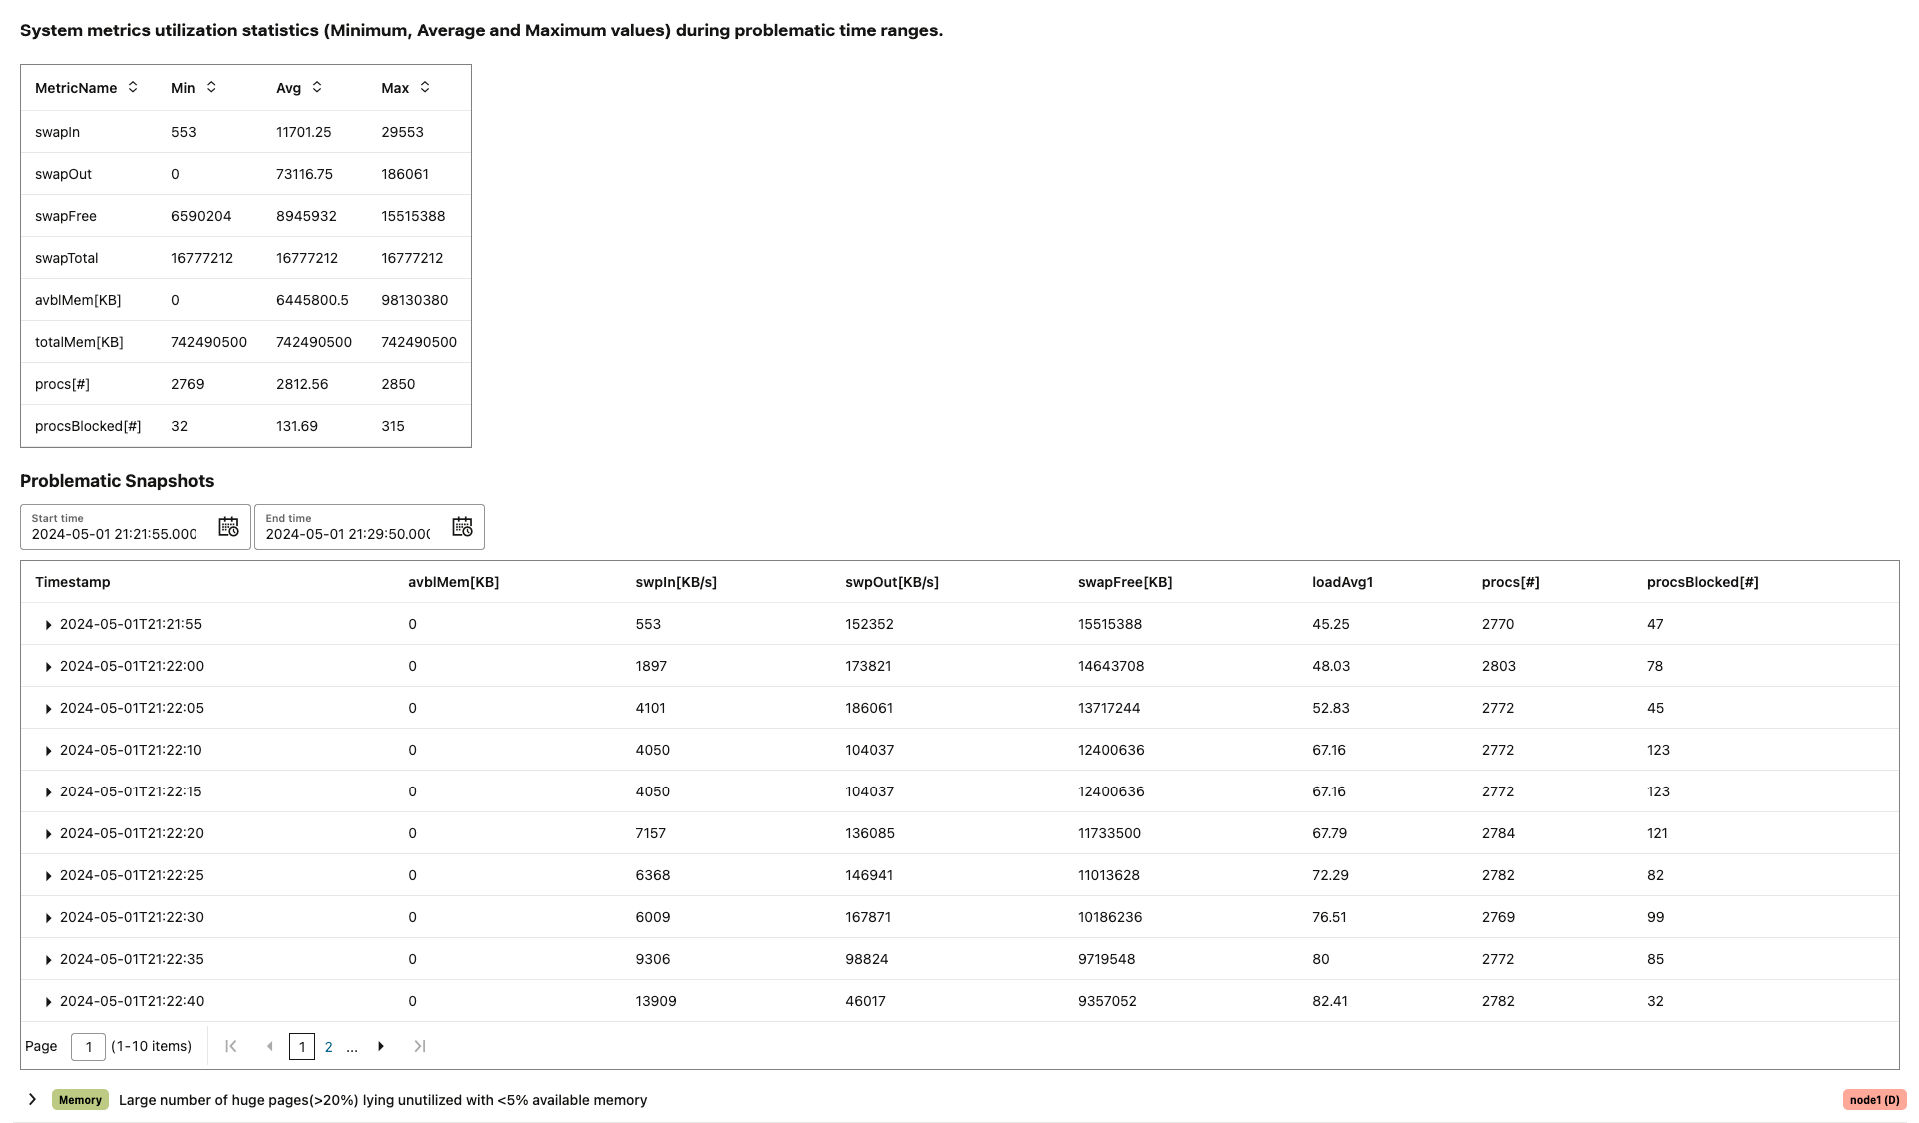 System metrics utilization statistics (Minimum, Average and Maximum values) during problematic time ranges.
MetricName Min Avg Max
swapIn 553 11701.25 29553
swapOut 0 73116.75 186061
swapFree 6590204 8945932 15515388
swapTotal 16777212 16777212 16777212
avblMem[KB] 0 6445800.5 98130380
totalMem[KB] 742490500 742490500 742490500
procs[#] 2769 2812.56 2850
procsBlocked[#] 32 131.69 315
Problematic Snapshots
Start time End time
2024-05-01 21:21:55.000 2024-05-01 21:29:50.000
Timestamp avblMem[KB] swpIn[KB/s] swpOut[KB/s] swapFree[KB] loadAvg1 procs[#] procsBlocked[#]
2024-05-01T21:21:55 0 553 152352 15515388 45.25 2770 47
2024-05-01T21:22:00 0 1897 173821 14643708 48.03 2803 78
2024-05-01T21:22:05 0 4101 186061 13717244 52.83 2772 45
2024-05-01T21:22:10 0 4050 104037 12400636 67.16 2772 123
2024-05-01T21:22:15 0 4050 104037 12400636 67.16 2772 123
2024-05-01T21:22:20 0 7157 136085 11733500 67.79 2784 121
2024-05-01T21:22:25 0 6368 146941 11013628 72.29 2782 82
2024-05-01T21:22:30 0 6009 167871 10186236 76.51 2769 99
2024-05-01T21:22:35 0 9306 98824 9719548 80 2772 85
2024-05-01T21:22:40 0 13909 46017 9357052 82.41 2782 32
Page 1 (1-10 items) 1 2 ...
Memory Large number of huge pages(>20%) lying unutilized with <5% available memory node1 (D)